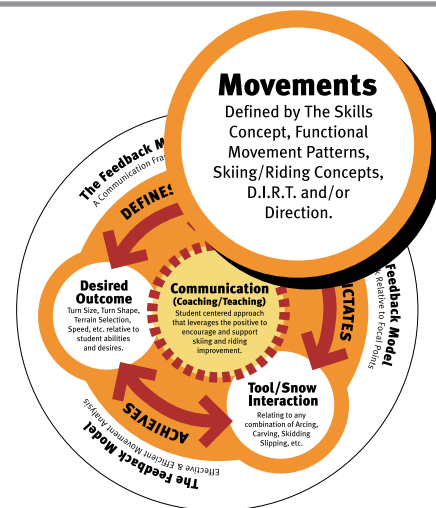 Movements
Defined by The Skills
Concept, Functional
Movement Patterns,
Skiing/Riding Concepts,
D.I.R.T. and/or
Direction.
The Feedback M
A Communication Fra
DEFINES
Desired
Outcome
Turn Size, Turn Shape,
Terrain Selection,
Speed, etc. relative to
student abilities
and desires.
Communication
(Coaching/Teaching)
Student centered approach
that leverages the positive to
encourage and support
skiing and riding
improvement.
ICTATES
Feedback Model
Relative to Focal Points
Tool/Snow
Interaction
Relating to any
combination of Arcing,
Carving, Skidding
Slipping, etc.
ACHIEVES
The Feedback Model
Effective & Efficient Movement Analysis